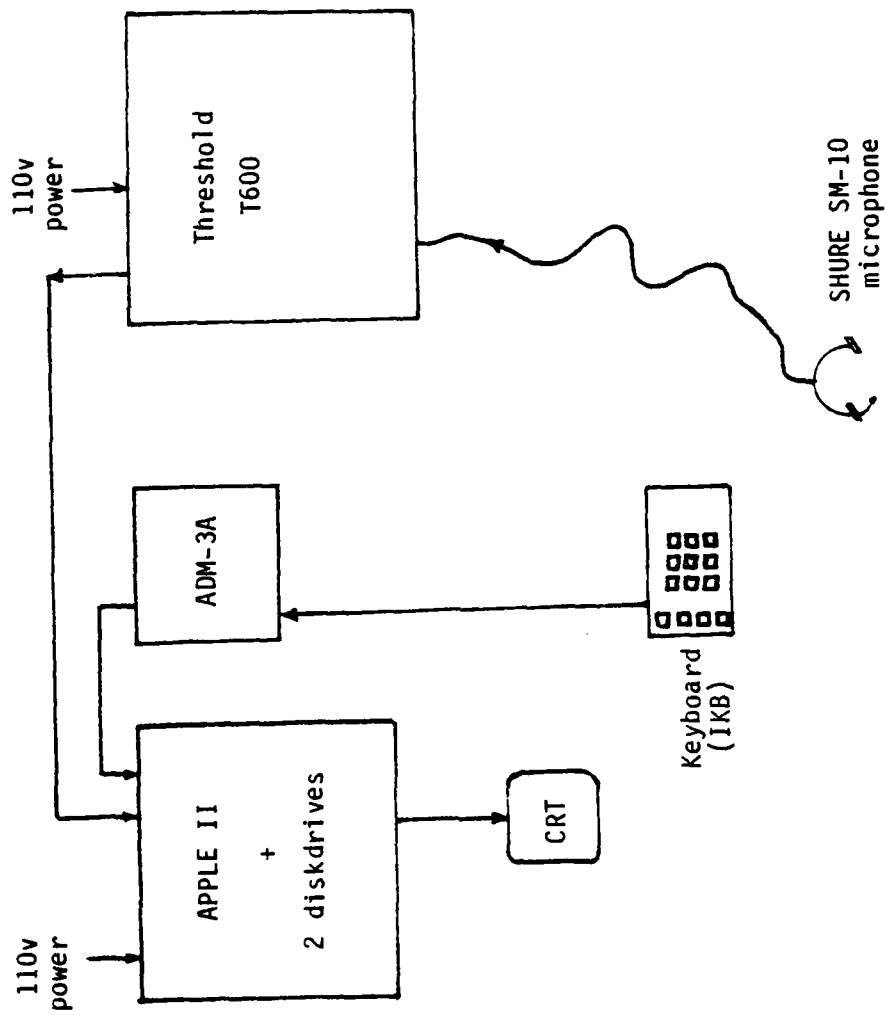 110v
power
APPLE II
+
2 diskdrives
CRT
ADM-3A
Keyboard
(IKB)
110v
power
Threshold
T600
SHURE SM-10
microphone